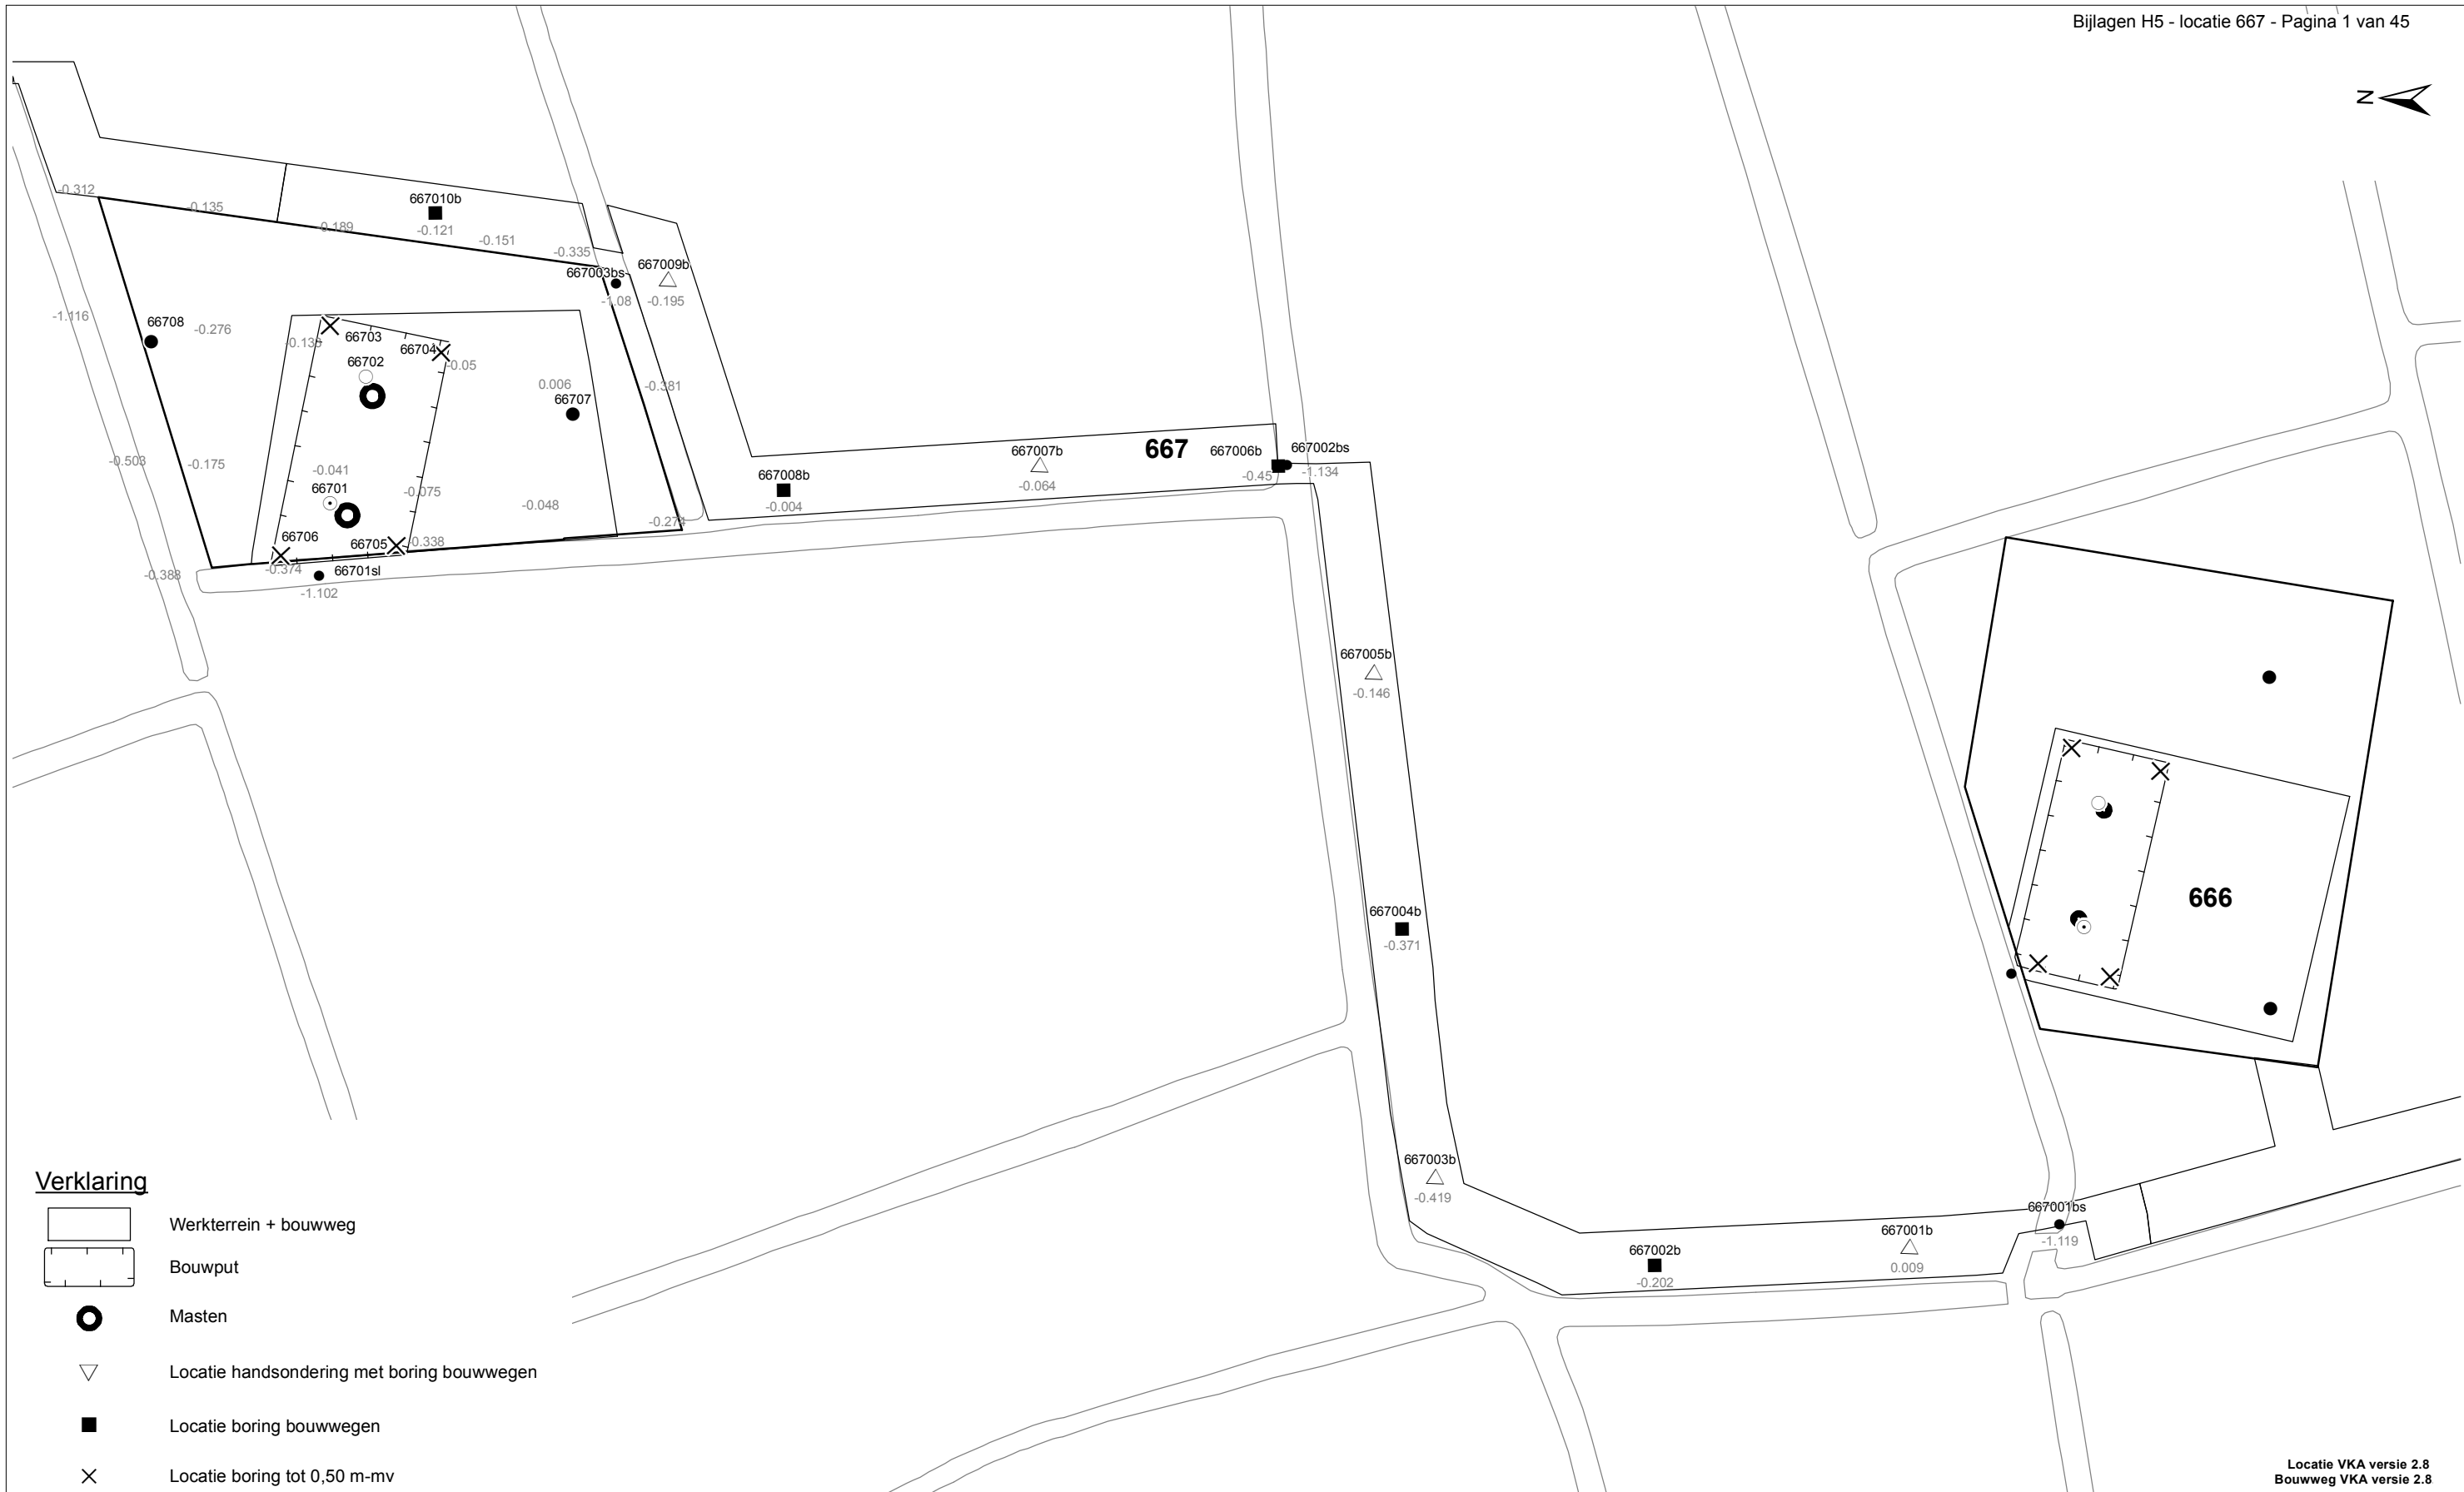 Bijlagen H5 - locatie 667 - Pagina 1 van 45
N
-0.312
-0.135
-0.189
667010b
-0.121
-0.151
-0.335
667003bs
-1.08
667009b
-0.195
-1.116
66708
-0.276
-0.133
66703
66702
66704
-0.05
0.006
66707
-0.381
-0.503
-0.175
-0.041
66701
-0.075
-0.048
-0.274
66706
66705
-0.338
-0.374
66701sl
-1.102
-0.388
667008b
-0.004
667007b
-0.064
667
667006b
-0.45
667002bs
-1.134
667005b
-0.146
667004b
-0.371
666
667003b
-0.419
667002b
-0.202
667001b
0.009
667001bs
-1.119
Verklaring
Werkterrein + bouwweg
Bouwput
Masten
Locatie handsondering met boring bouwwegen
Locatie boring bouwwegen
Locatie boring tot 0,50 m-mv
Locatie VKA versie 2.8
Bouwweg VKA versie 2.8